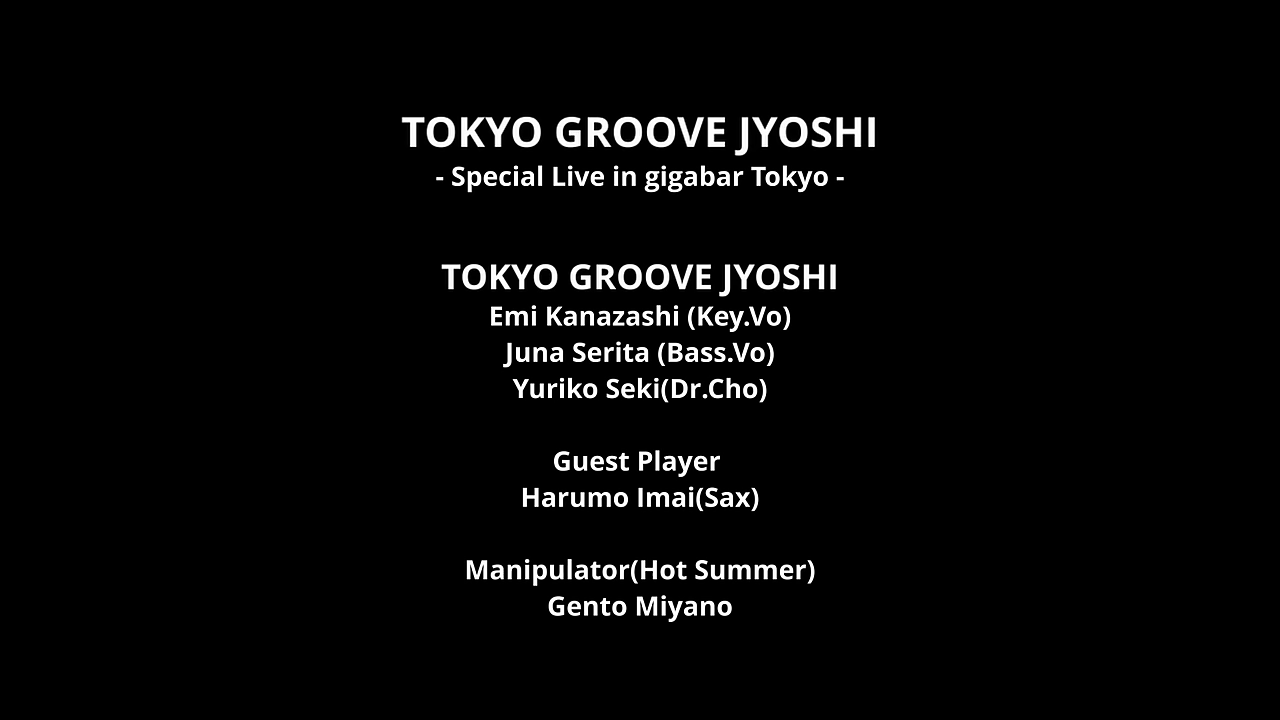 TOKYO GROOVE JYOSHI
- Special Live in gigabar Tokyo -
TOKYO GROOVE JYOSHI
Emi Kanazashi (Key.Vo)
Juna Serita (Bass.Vo)
Yuriko Seki(Dr.Cho)
Guest Player
Harumo Imai(Sax)
Manipulator(Hot Summer)
Gento Miyano